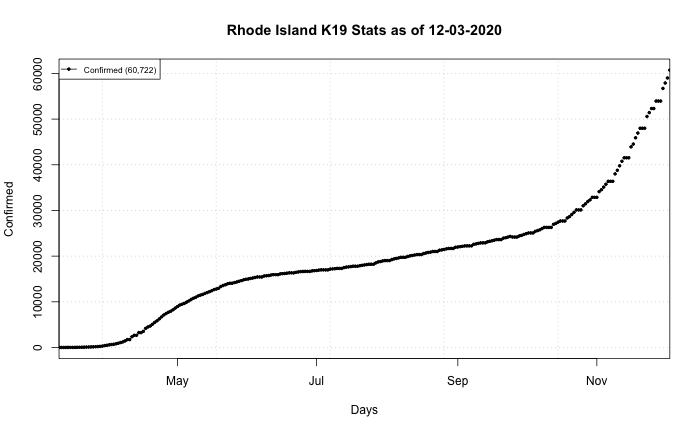 Rhode Island K19 Stats as of 12-03-2020
Confirmed (60,722)
60000
50000
40000
30000
20000
10000
0
Confirmed
May Jul Sep Nov
Days